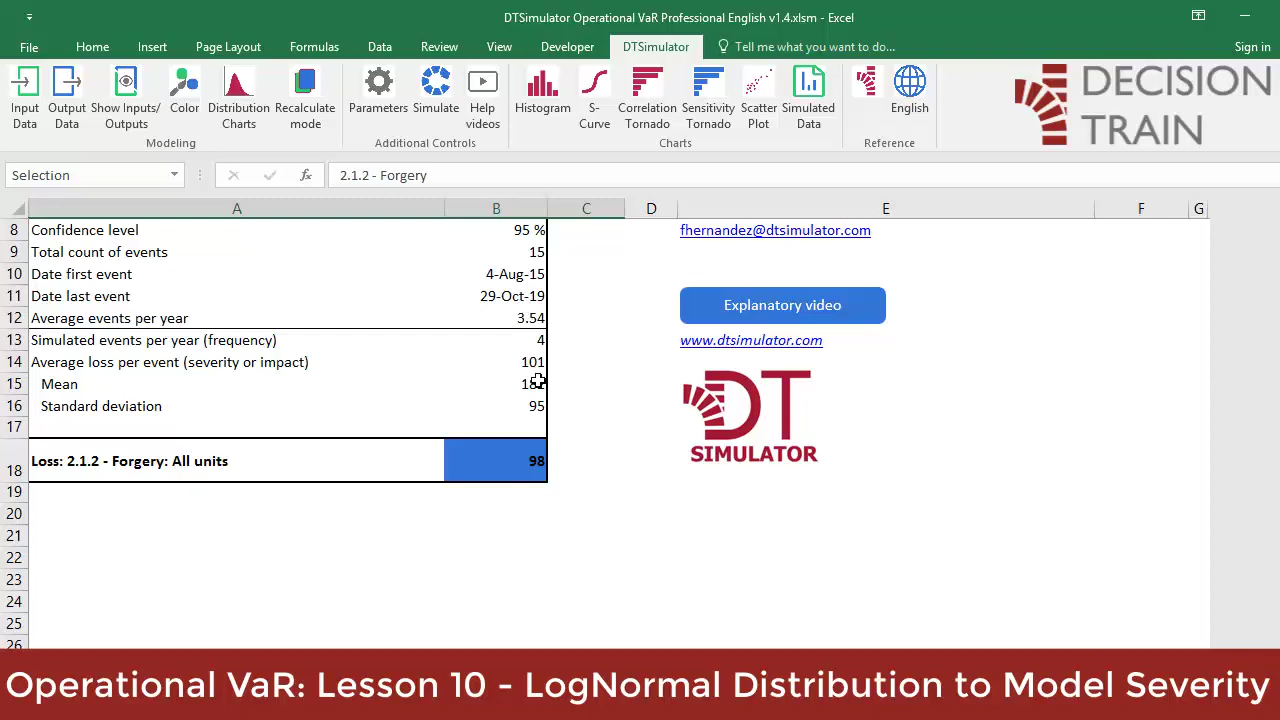 DTSimulator Operational VaR Professional English v1.4.xlsm - Excel
File Home Insert Page Layout Formulas Data Review View Developer DTSimulator Tell me what you want to do... Sign in
Input Data
Output Data
Show Inputs/ Outputs
Color
Distribution Charts
Recalculate mode
Parameters
Simulate
Help videos
Histogram
S-Curve
Correlation Tornado
Sensitivity Tornado
Scatter Plot
Simulated Data
English
Modeling
Additional Controls
Charts
Reference
DECISION
TRAIN
Selection fx 2.1.2 - Forgery
A B C D E F G
8 Confidence level 95 % fhernandez@dtsimulator.com
9 Total count of events 15
10 Date first event 4-Aug-15
11 Date last event 29-Oct-19 Explanatory video
12 Average events per year 3.54
13 Simulated events per year (frequency) 4 www.dtsimulator.com
14 Average loss per event (severity or impact) 101
15 Mean
16 Standard deviation 95
17
DT
SIMULATOR
18 Loss: 2.1.2 - Forgery: All units 98
19
20
21
22
23
24
25
26
Operational VaR: Lesson 10 - LogNormal Distribution to Model Severity